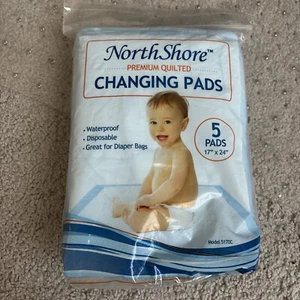 NorthShore™
PREMIUM QUILTED
CHANGING PADS
• Waterproof
• Disposable
• Great for Diaper Bags
5
PADS
17" x 24"
Model 5170C